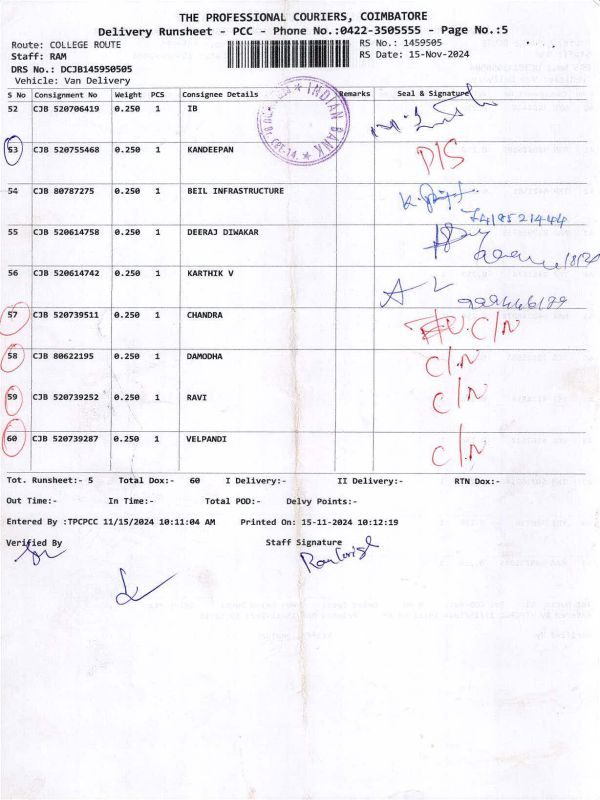 THE PROFESSIONAL COURIERS, COIMBATORE
Delivery Runsheet - PCC - Phone No.:0422-3505555 - Page No.:5
Route: COLLEGE ROUTE RS No.: 1459505
Staff: RAM RS Date: 15-Nov-2024
DRS No.: DCJB145950505
Vehicle: Van Delivery
S No Consignment No Weight PCS Consignee Details Remarks Seal & Signature
52 CJB 520706419 0.250 1 IB
INDIAN BANK
53 CJB 520755468 0.250 1 KANDEEPAN D/S
54 CJB 80787275 0.250 1 BEIL INFRASTRUCTURE
55 CJB 520614758 0.250 1 DEERAJ DIWAKAR
56 CJB 520614742 0.250 1 KARTHIK V
57 CJB 520739511 0.250 1 CHANDRA C/N
58 CJB 80622195 0.250 1 DAMODHA C/N
59 CJB 520739252 0.250 1 RAVI C/N
60 CJB 520739287 0.250 1 VELPANDI C/N
Tot. Runsheet:- 5 Total Dox:- 60 I Delivery:- II Delivery:- RTN Dox:-
Out Time:- In Time:- Total POD:- Delvy Points:-
Entered By :TPCPCC 11/15/2024 10:11:04 AM Printed On: 15-11-2024 10:12:19
Verified By Staff Signature